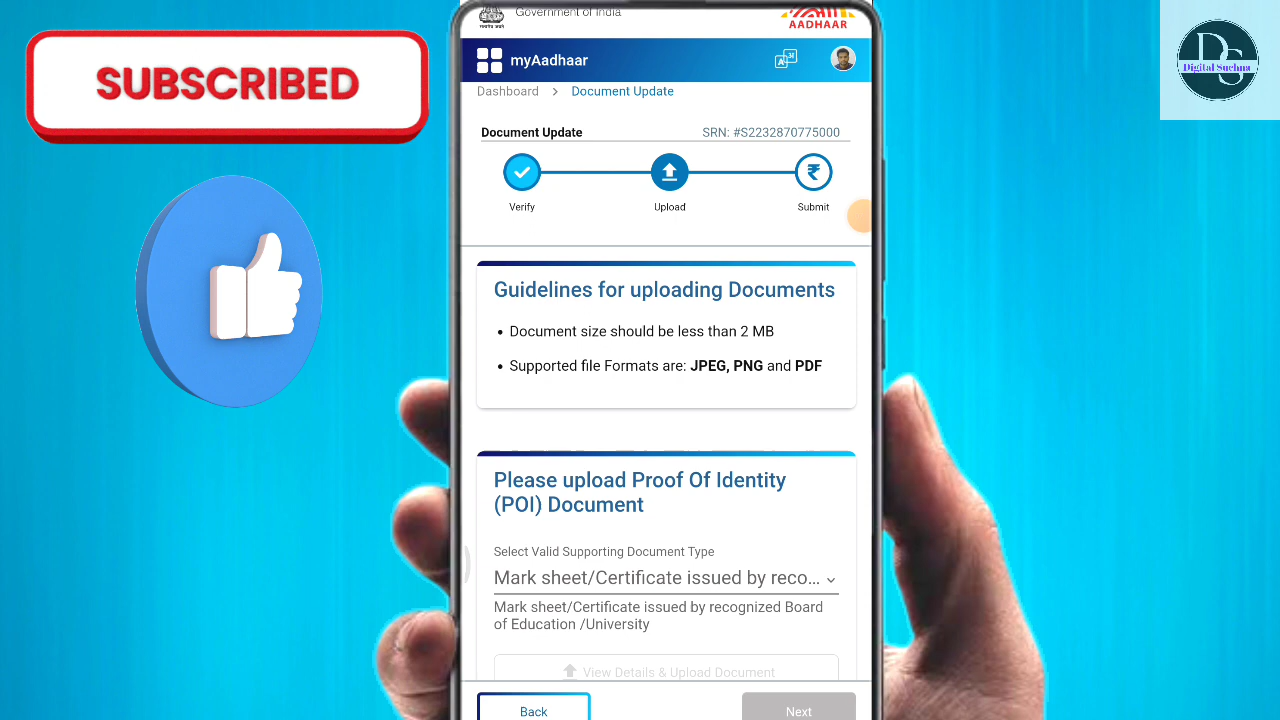 Government of India
AADHAAR
SUBSCRIBED
myAadhaar
DS
Digital Suchna
Dashboard > Document Update
Document Update SRN: #S2232870775000
Verify Upload Submit
Guidelines for uploading Documents
• Document size should be less than 2 MB
• Supported file Formats are: JPEG, PNG and PDF
Please upload Proof Of Identity
(POI) Document
Select Valid Supporting Document Type
Mark sheet/Certificate issued by reco...
Mark sheet/Certificate issued by recognized Board
of Education /University
View Details & Upload Document
Back Next